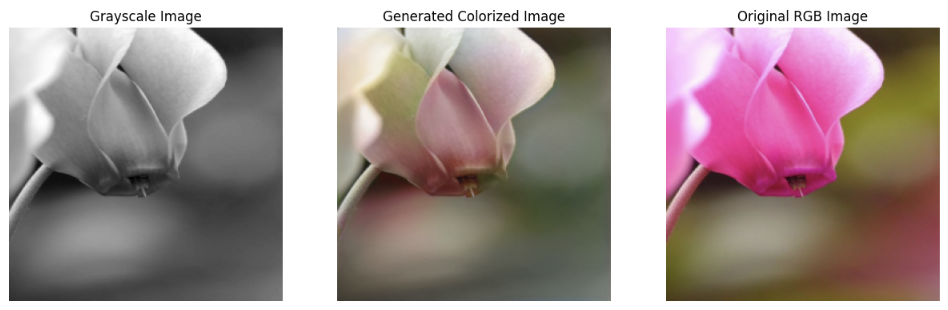 Grayscale Image
Generated Colorized Image
Original RGB Image